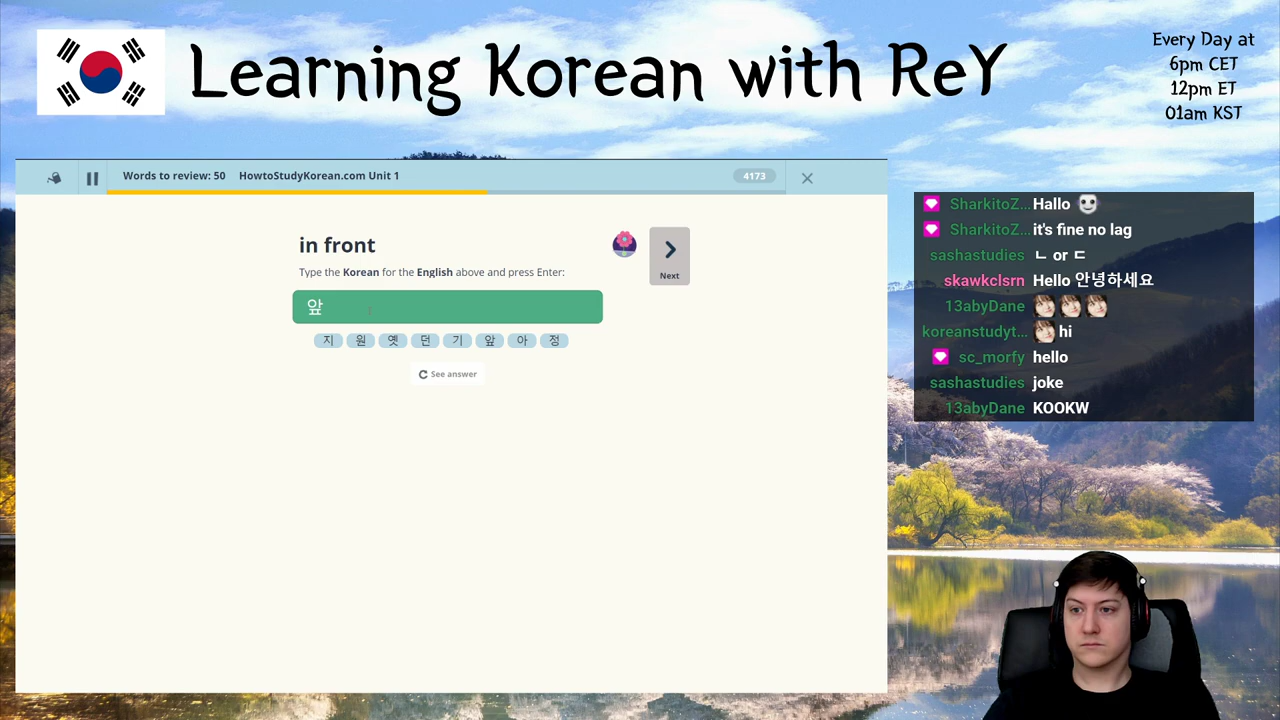 Learning Korean with ReY
Every Day at
6pm CET
12pm ET
01am KST
Words to review: 50 HowtoStudyKorean.com Unit 1
4173
in front
Type the Korean for the English above and press Enter:
Next
앞
지 원 옛 던 기 앞 아 정
See answer
SharkitoZ... Hallo
SharkitoZ... it's fine no lag
sashastudies ㄴ or ㄷ
skawkclsrn Hello 안녕하세요
13abyDane
koreanstudyt... hi
sc_morfy hello
sashastudies joke
13abyDane KOOKW